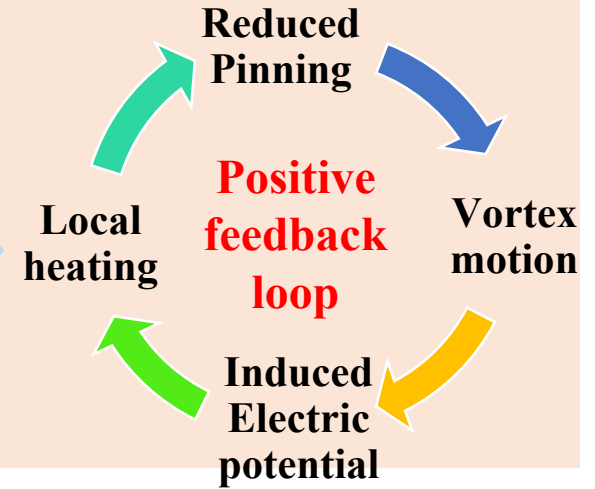 Reduced
Pinning
Vortex
motion
Induced
Electric
potential
Local
heating
Positive
feedback
loop